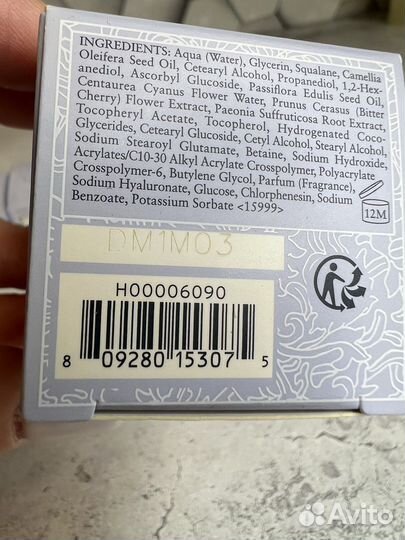 INGREDIENTS: Aqua (Water), Glycerin, Squalane, Camellia
Oleifera Seed Oil, Cetearyl Alcohol, Propanediol, 1,2-Hex-
anediol, Ascorbyl Glucoside, Passiflora Edulis Seed Oil,
Centaurea Cyanus Flower Water, Prunus Cerasus (Bitter
Cherry) Flower Extract, Paeonia Suffruticosa Root Extract,
Tocopheryl Acetate, Tocopherol, Hydrogenated Coco-
Glycerides, Cetearyl Glucoside, Cetyl Alcohol, Stearyl Alcohol,
Sodium Stearoyl Glutamate, Betaine, Sodium Hydroxide,
Acrylates/C10-30 Alkyl Acrylate Crosspolymer, Polyacrylate
Crosspolymer-6, Butylene Glycol, Parfum (Fragrance),
Sodium Hyaluronate, Glucose, Chlorphenesin, Sodium
Benzoate, Potassium Sorbate <15999>
12M
DM1M03
H00006090
8 09280 15307 5
Avito